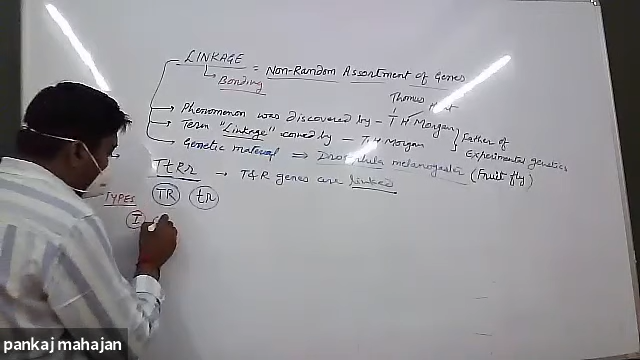 LINKAGE = Non-Random Assortment of Genes
Bonding
Thomas Hunt
Phenomenon was discovered by - T H Morgan
Term "Linkage" coined by - T.H Morgan
Father of Experimental genetics
Genetic material ⇒ Drosophila melanogaster (Fruit fly)
TtRr → T&R genes are linked
TYPES TR tr
I
pankaj mahajan